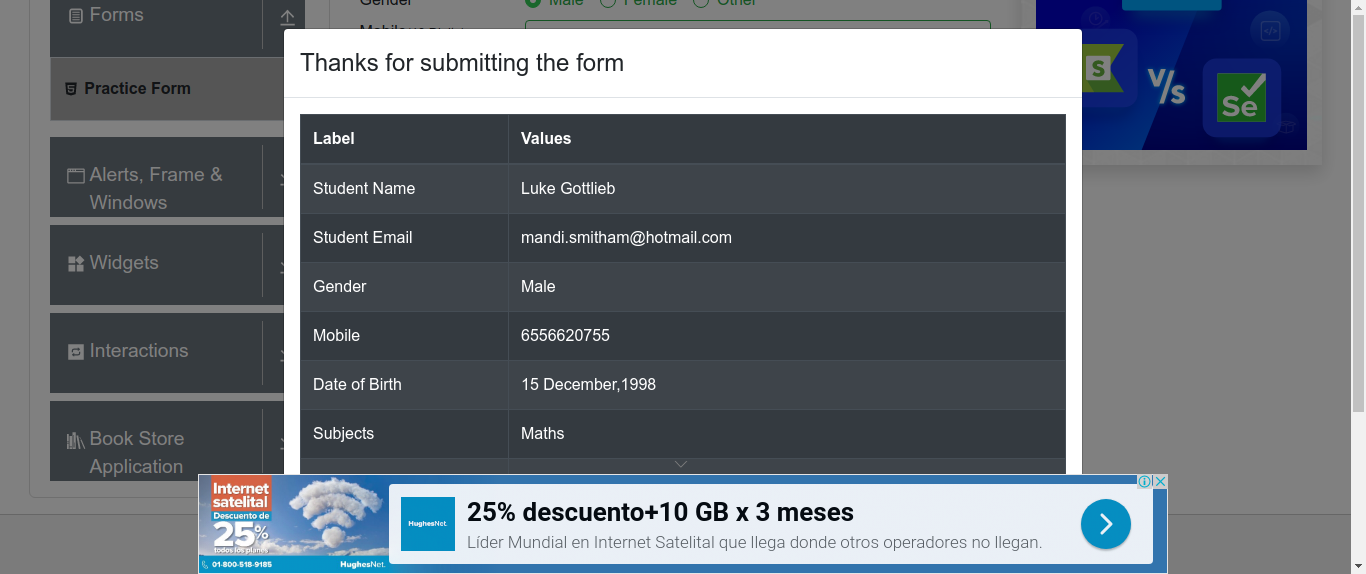 Forms
Gender
Male
Female
Other
Thanks for submitting the form
Practice Form
Label Values
Student Name Luke Gottlieb
Student Email mandi.smitham@hotmail.com
Gender Male
Mobile 6556620755
Date of Birth 15 December,1998
Subjects Maths
Alerts, Frame &
Windows
Widgets
Interactions
Book Store
Application
S
V/s
Se
Internet
satelital
Descuento de
25%
todos los planes
01-800-518-9185
HughesNet.
HughesNet.
25% descuento+10 GB x 3 meses
Líder Mundial en Internet Satelital que llega donde otros operadores no llegan.